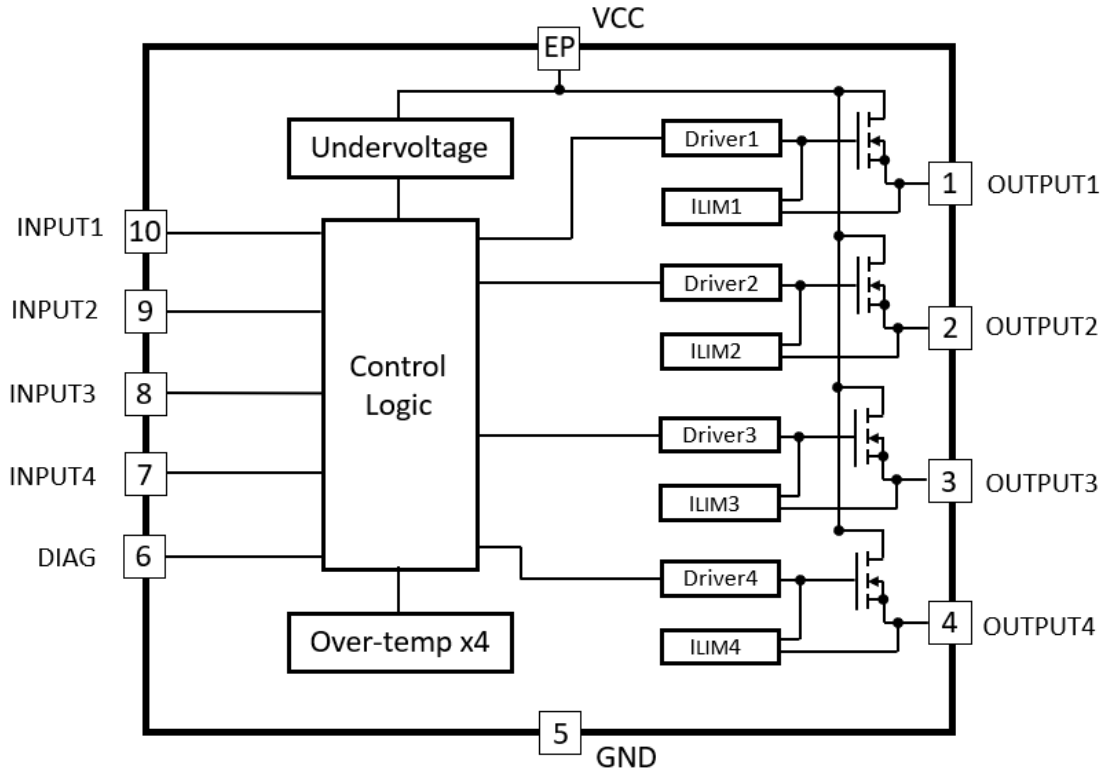 VCC
EP
Undervoltage
Driver1
ILIM1
1 OUTPUT1
INPUT1 10
Driver2
ILIM2
2 OUTPUT2
INPUT2 9
Control
Logic
INPUT3 8
Driver3
ILIM3
3 OUTPUT3
INPUT4 7
DIAG 6
Driver4
ILIM4
4 OUTPUT4
Over-temp x4
5
GND